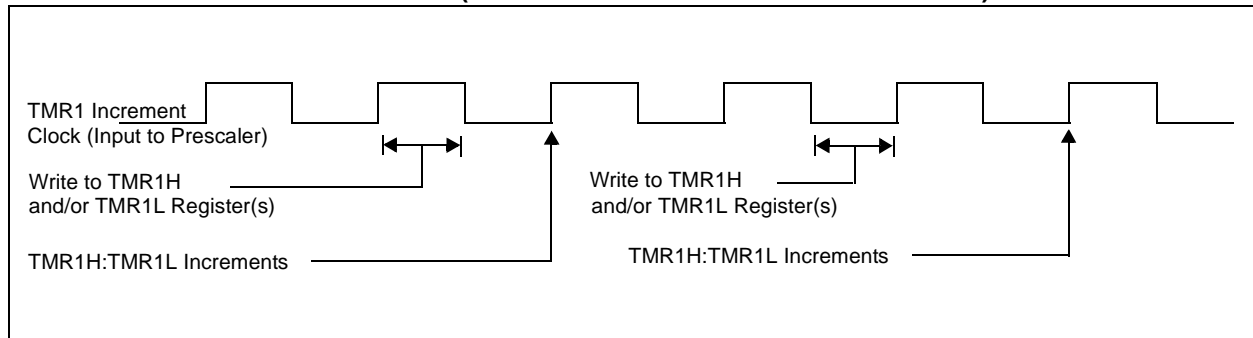 TMR1 Increment
Clock (Input to Prescaler)
Write to TMR1H
and/or TMR1L Register(s)
TMR1H:TMR1L Increments
Write to TMR1H
and/or TMR1L Register(s)
TMR1H:TMR1L Increments